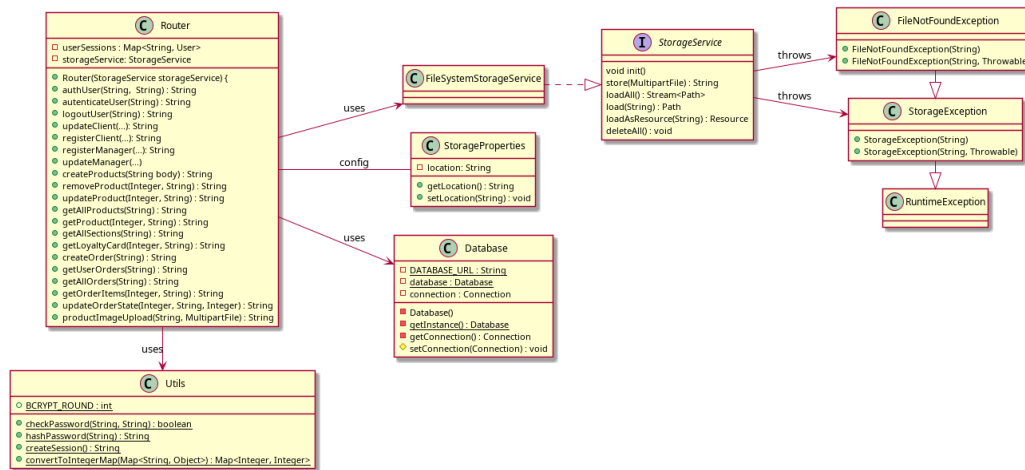 C Router
userSessions : Map<String, User>
storageService: StorageService
Router(StorageService storageService) {
authUser(String, String) : String
autenticateUser(String) : String
logoutUser(String) : String
updateClient(...): String
registerClient(...): String
registerManager(...): String
updateManager(...)
createProducts(String body) : String
removeProduct(Integer, String) : String
updateProduct(Integer, String) : String
getAllProducts(String) : String
getProduct(Integer, String) : String
getAllSections(String) : String
getLoyaltyCard(Integer, String) : String
createOrder(String) : String
getUserOrders(String) : String
getAllOrders(String) : String
getOrderItems(Integer, String) : String
updateOrderState(Integer, String, Integer) : String
productImageUpload(String, MultipartFile) : String
uses
C FileSystemStorageService
config
C StorageProperties
location: String
getLocation() : String
setLocation(String) : void
uses
C Database
DATABASE_URL : String
database : Database
connection : Connection
Database()
getInstance() : Database
getConnection() : Connection
setConnection(Connection) : void
uses
C Utils
BCRYPT_ROUND : int
checkPassword(String, String) : boolean
hashPassword(String) : String
createSession() : String
convertToIntegerMap(Map<String, Object>) : Map<Integer, Integer>
I StorageService
void init()
store(MultipartFile) : String
loadAll() : Stream<Path>
load(String) : Path
loadAsResource(String) : Resource
deleteAll() : void
throws
throws
C FileNotFoundException
FileNotFoundException(String)
FileNotFoundException(String, Throwable
C StorageException
StorageException(String)
StorageException(String, Throwable)
C RuntimeException